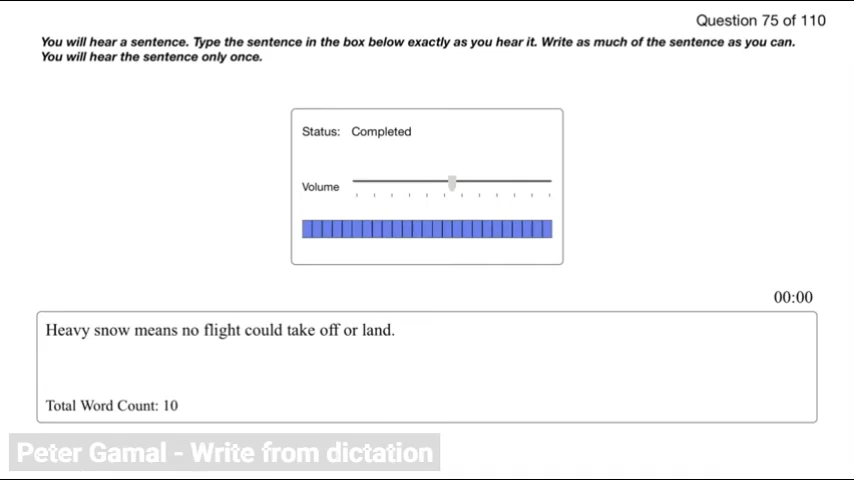 Question 75 of 110
You will hear a sentence. Type the sentence in the box below exactly as you hear it. Write as much of the sentence as you can.
You will hear the sentence only once.
Status: Completed
Volume
00:00
Heavy snow means no flight could take off or land.
Total Word Count: 10
Peter Gamal - Write from dictation